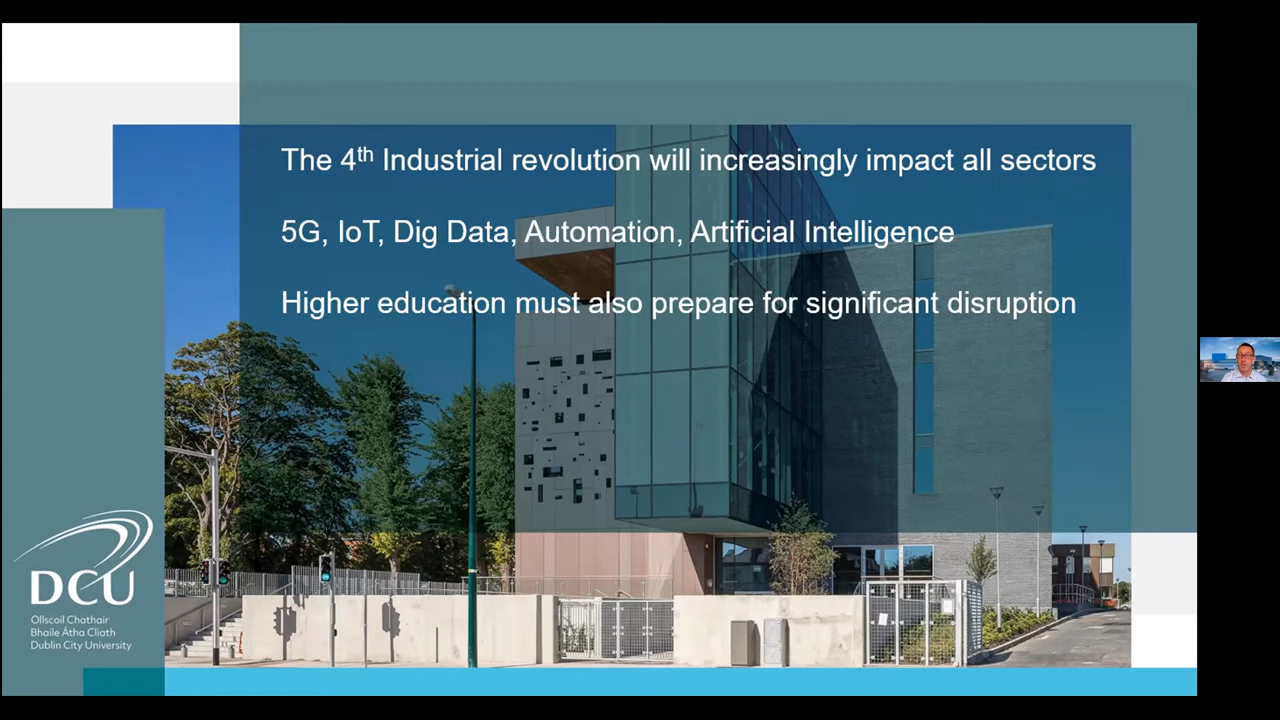 The 4th Industrial revolution will increasingly impact all sectors
5G, IoT, Dig Data, Automation, Artificial Intelligence
Higher education must also prepare for significant disruption
DCU
Ollscoil Chathair
Bhaile Átha Cliath
Dublin City University